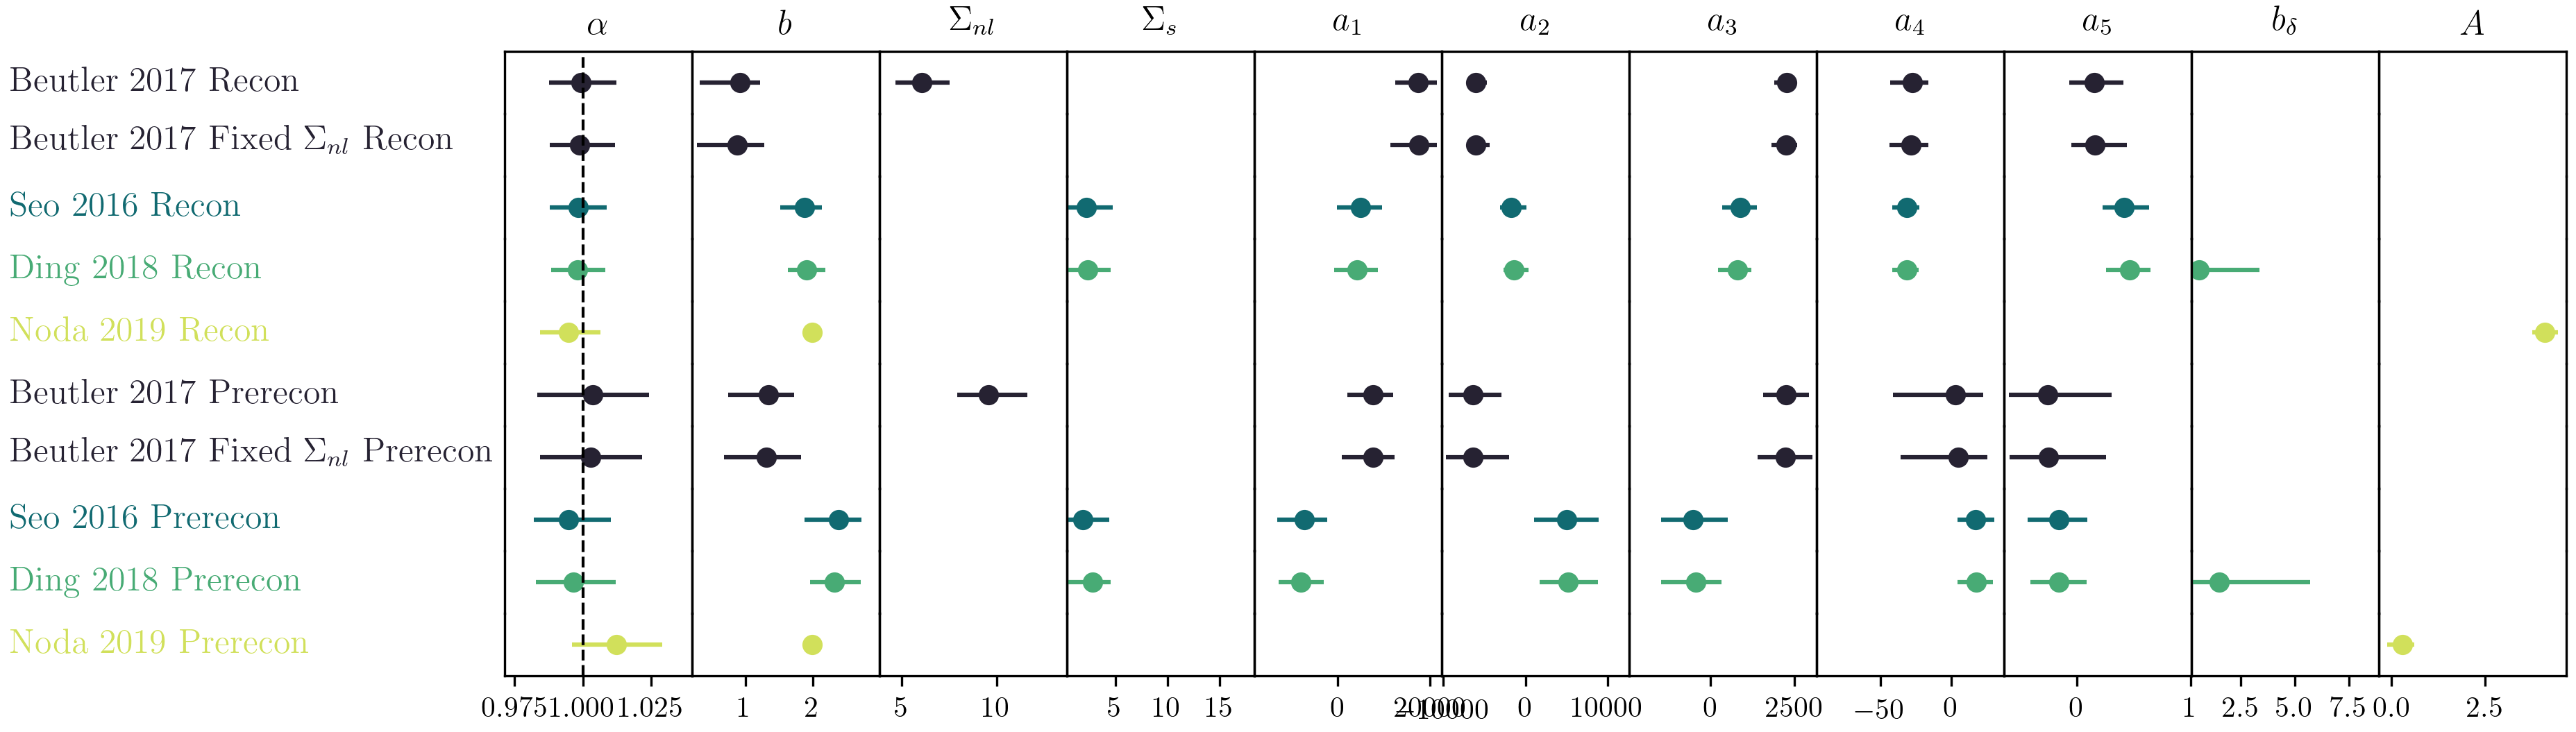 α b Σ_nl Σ_s a_1 a_2 a_3 a_4 a_5 b_δ A
Beutler 2017 Recon
Beutler 2017 Fixed Σ_nl Recon
Seo 2016 Recon
Ding 2018 Recon
Noda 2019 Recon
Beutler 2017 Prerecon
Beutler 2017 Fixed Σ_nl Prerecon
Seo 2016 Prerecon
Ding 2018 Prerecon
Noda 2019 Prerecon
0.975 1.000 1.025 1 2 5 10 5 10 15 0 20000 −10000 0 10000 0 2500 −50 0 0 1 2.5 5.0 7.5 0.0 2.5